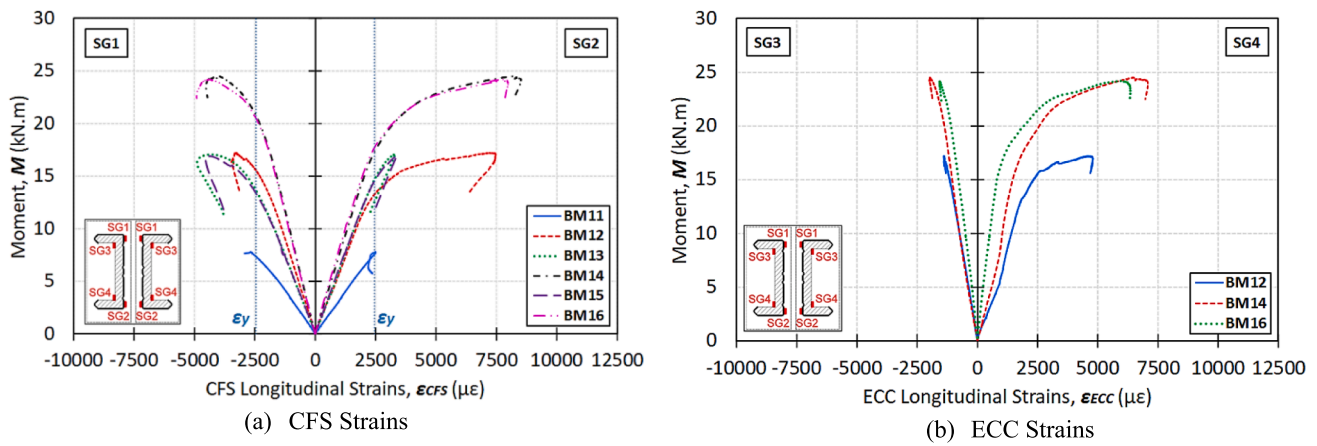 SG1
SG2
30
25
20
15
10
5
0
Moment, M (kN.m)
SG1 SG1
SG3 SG3
SG4 SG4
SG2 SG2
εy
εy
BM11
BM12
BM13
BM14
BM15
BM16
-10000 -7500 -5000 -2500 0 2500 5000 7500 10000 12500
CFS Longitudinal Strains, εCFS (με)
(a) CFS Strains
SG3
SG4
30
25
20
15
10
5
0
Moment, M (kN.m)
SG1 SG1
SG3 SG3
SG4 SG4
SG2 SG2
BM12
BM14
BM16
-10000 -7500 -5000 -2500 0 2500 5000 7500 10000 12500
ECC Longitudinal Strains, εECC (με)
(b) ECC Strains